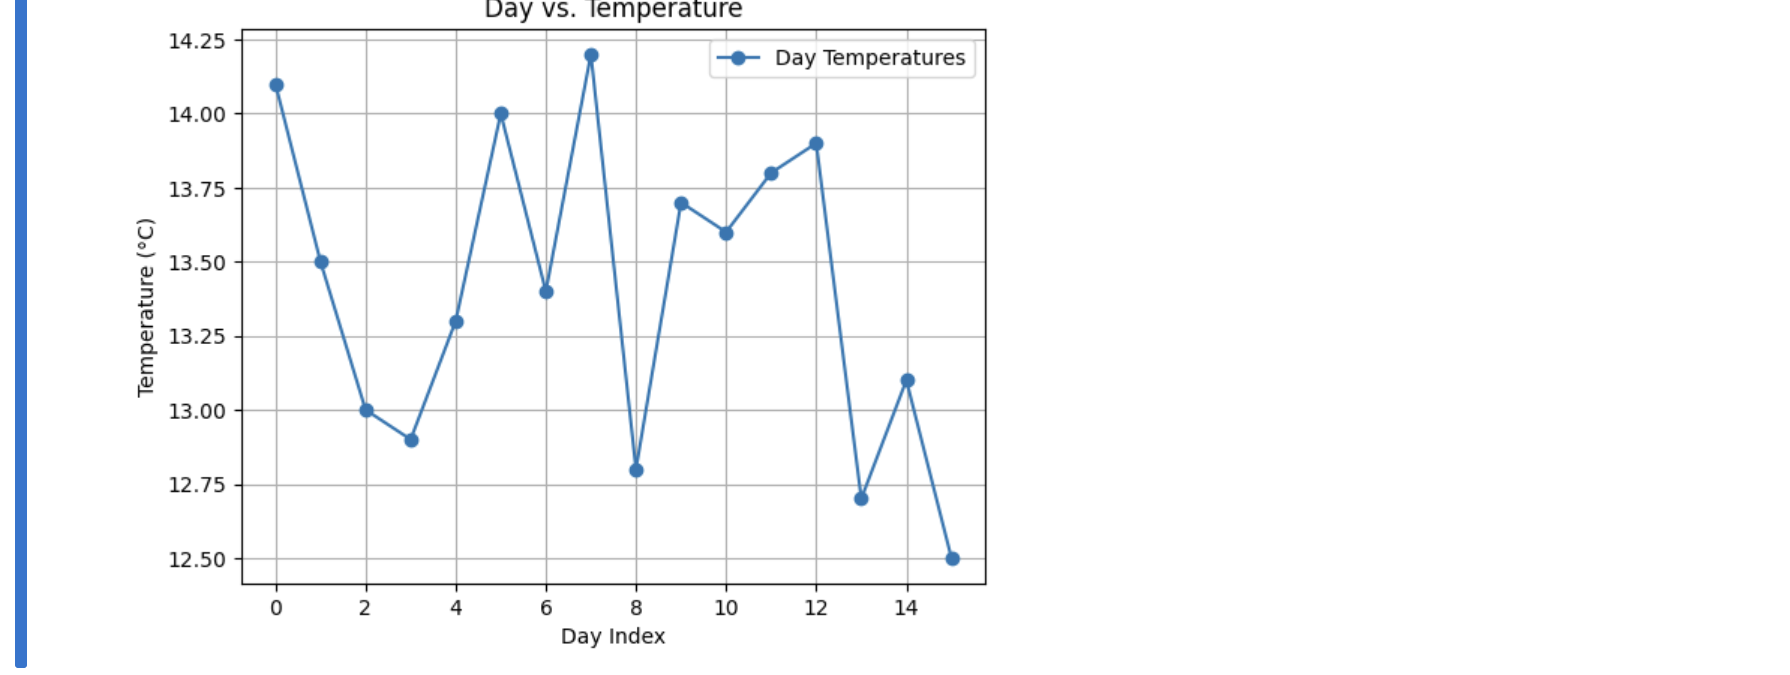 Day vs. Temperature
Day Temperatures
14.25
14.00
13.75
13.50
13.25
13.00
12.75
12.50
Temperature (°C)
0 2 4 6 8 10 12 14
Day Index